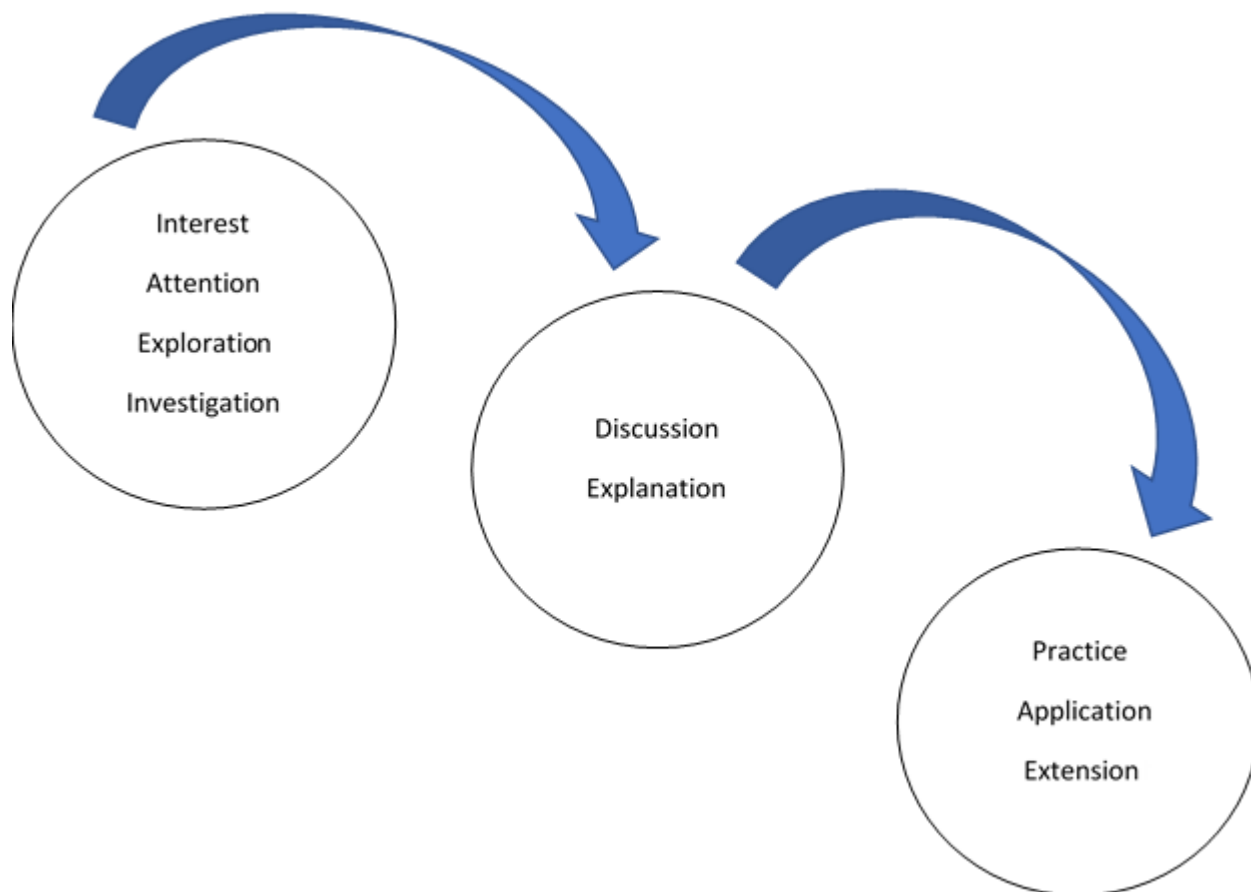 Interest
Attention
Exploration
Investigation
Discussion
Explanation
Practice
Application
Extension